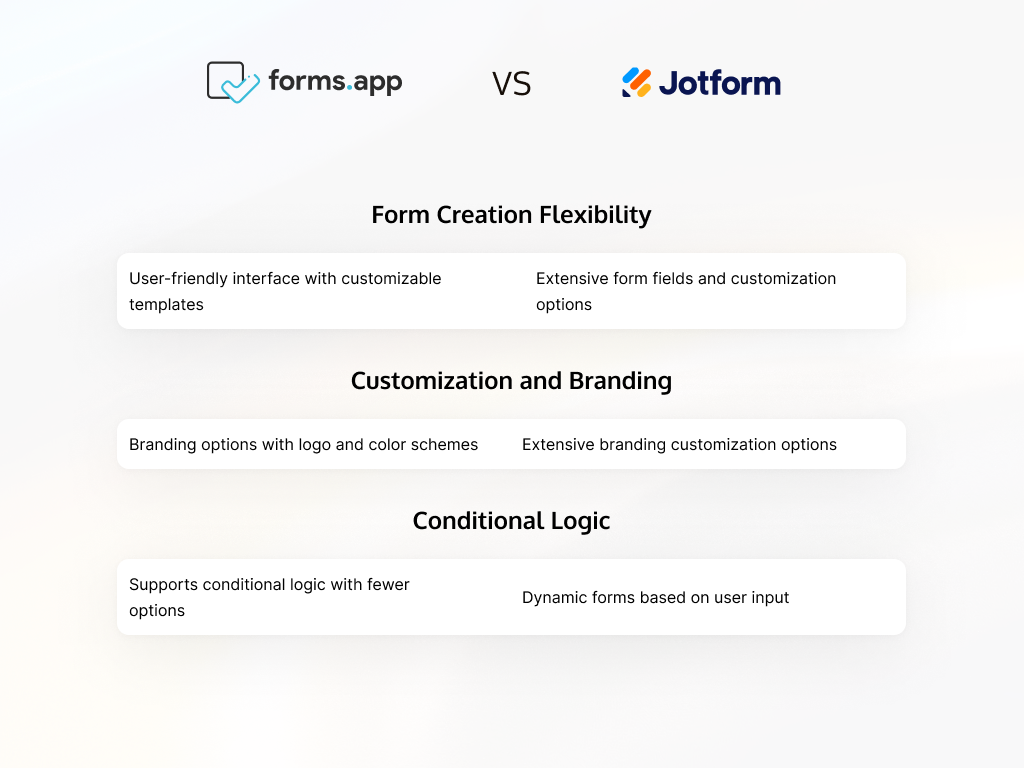 forms.app VS Jotform
Form Creation Flexibility
User-friendly interface with customizable
templates
Extensive form fields and customization
options
Customization and Branding
Branding options with logo and color schemes
Extensive branding customization options
Conditional Logic
Supports conditional logic with fewer
options
Dynamic forms based on user input